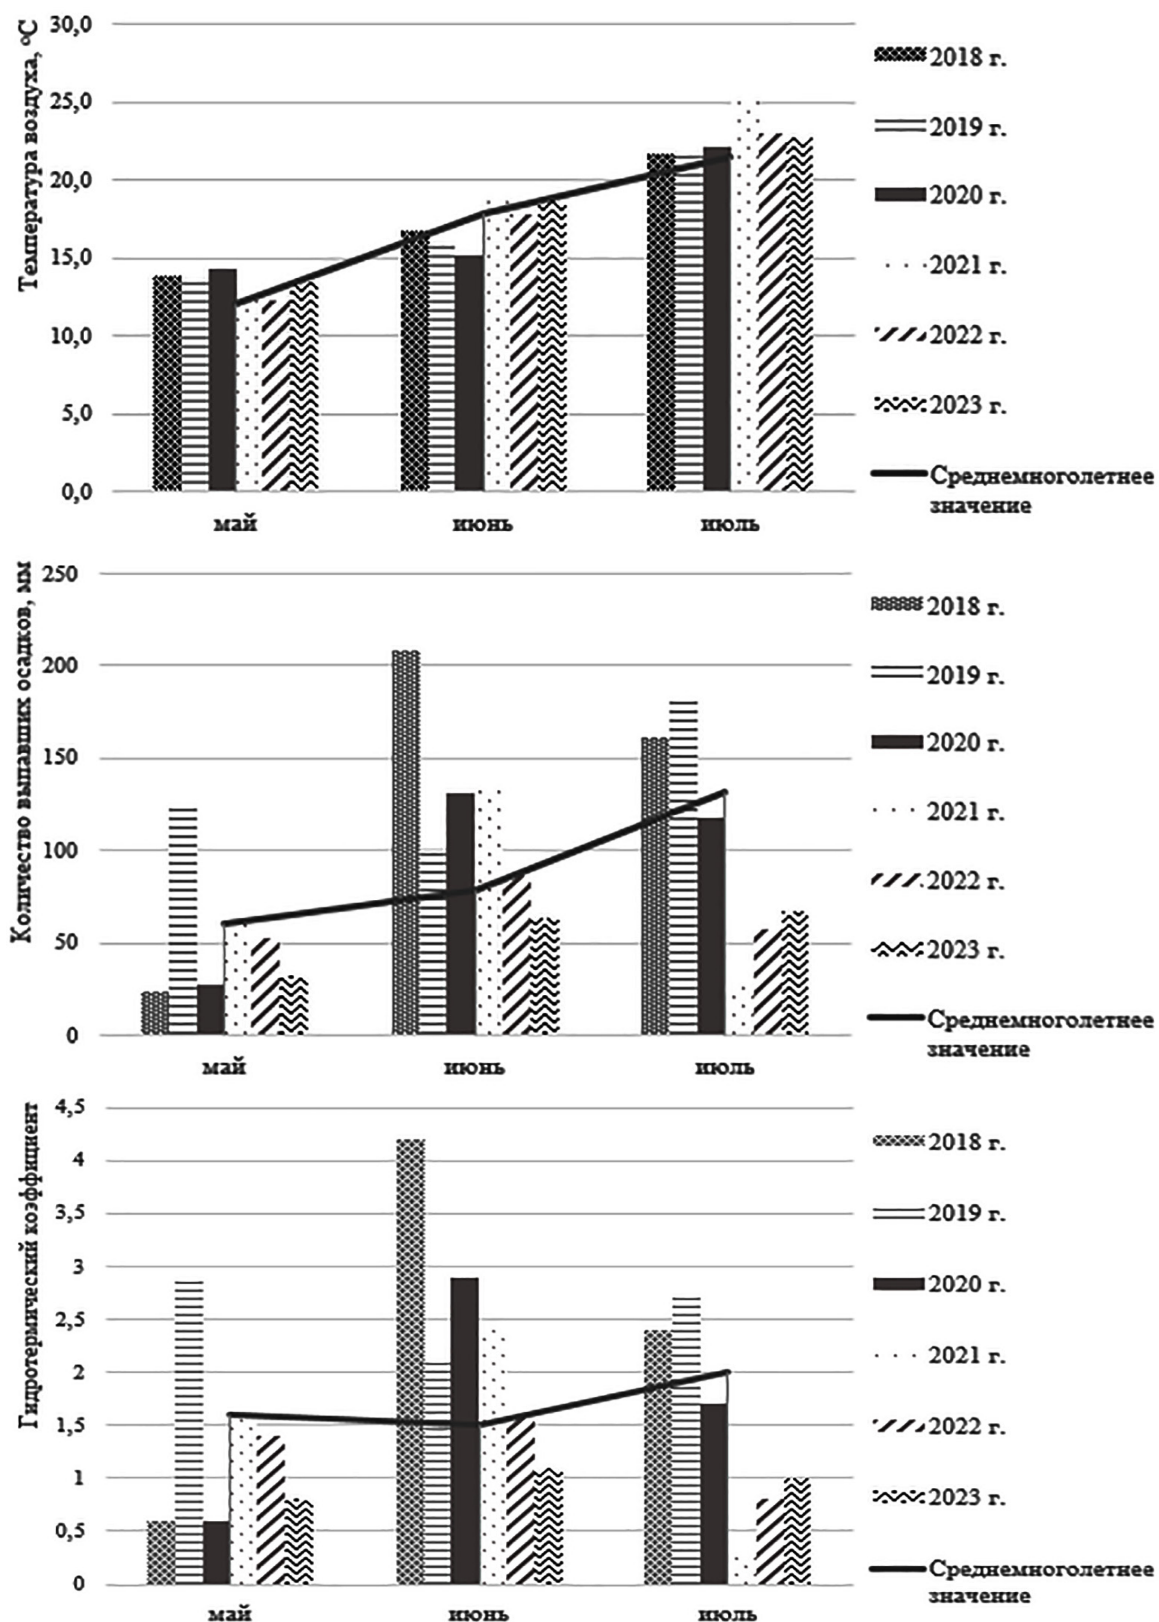 Температура воздуха, °С
30,0
25,0
20,0
15,0
10,0
5,0
0,0
май
июнь
июль
2018 г.
2019 г.
2020 г.
2021 г.
2022 г.
2023 г.
Среднемноголетнее
значение
Количество выпавших осадков, мм
250
200
150
100
50
0
май
июнь
июль
2018 г.
2019 г.
2020 г.
2021 г.
2022 г.
2023 г.
Среднемноголетнее
значение
Гидротермический коэффициент
4,5
4
3,5
3
2,5
2
1,5
1
0,5
0
май
июнь
июль
2018 г.
2019 г.
2020 г.
2021 г.
2022 г.
2023 г.
Среднемноголетнее
значение